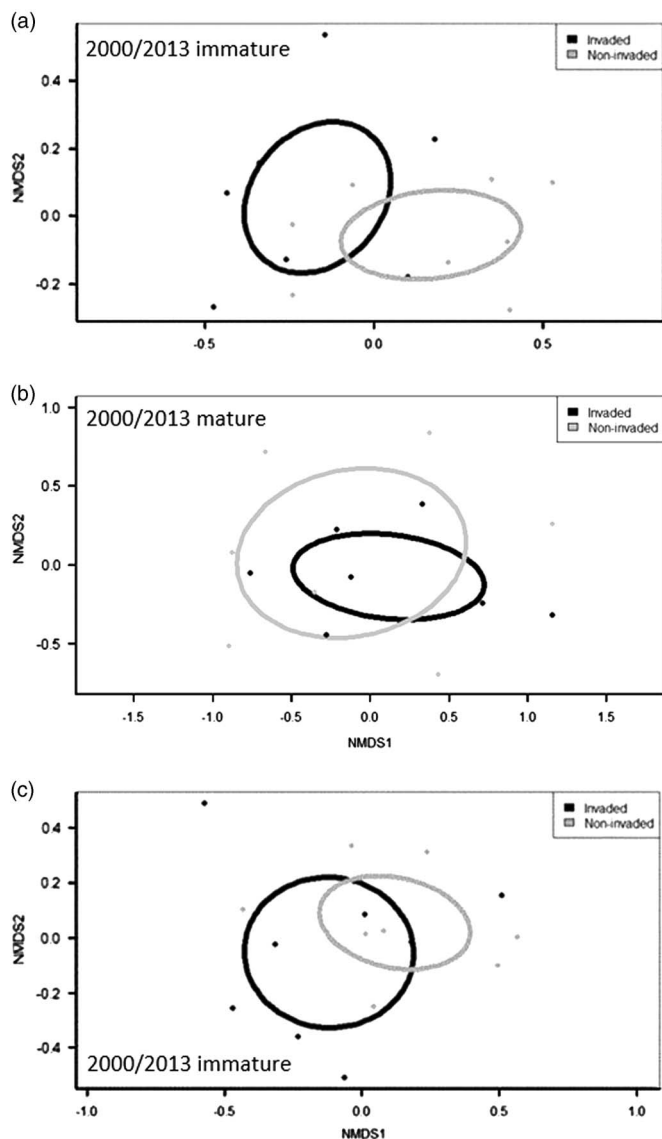 (a)
2000/2013 immature
Invaded
Non-invaded
NMDS2
0.4
0.2
0.0
-0.2
-0.5
0.0
0.5
(b)
2000/2013 mature
Invaded
Non-invaded
NMDS2
1.0
0.5
0.0
-0.5
-1.5
-1.0
-0.5
0.0
0.5
1.0
1.5
NMDS1
(c)
Invaded
Non-invaded
NMDS2
0.4
0.2
0.0
-0.2
-0.4
2000/2013 immature
-1.0
-0.5
0.0
0.5
1.0
NMDS1